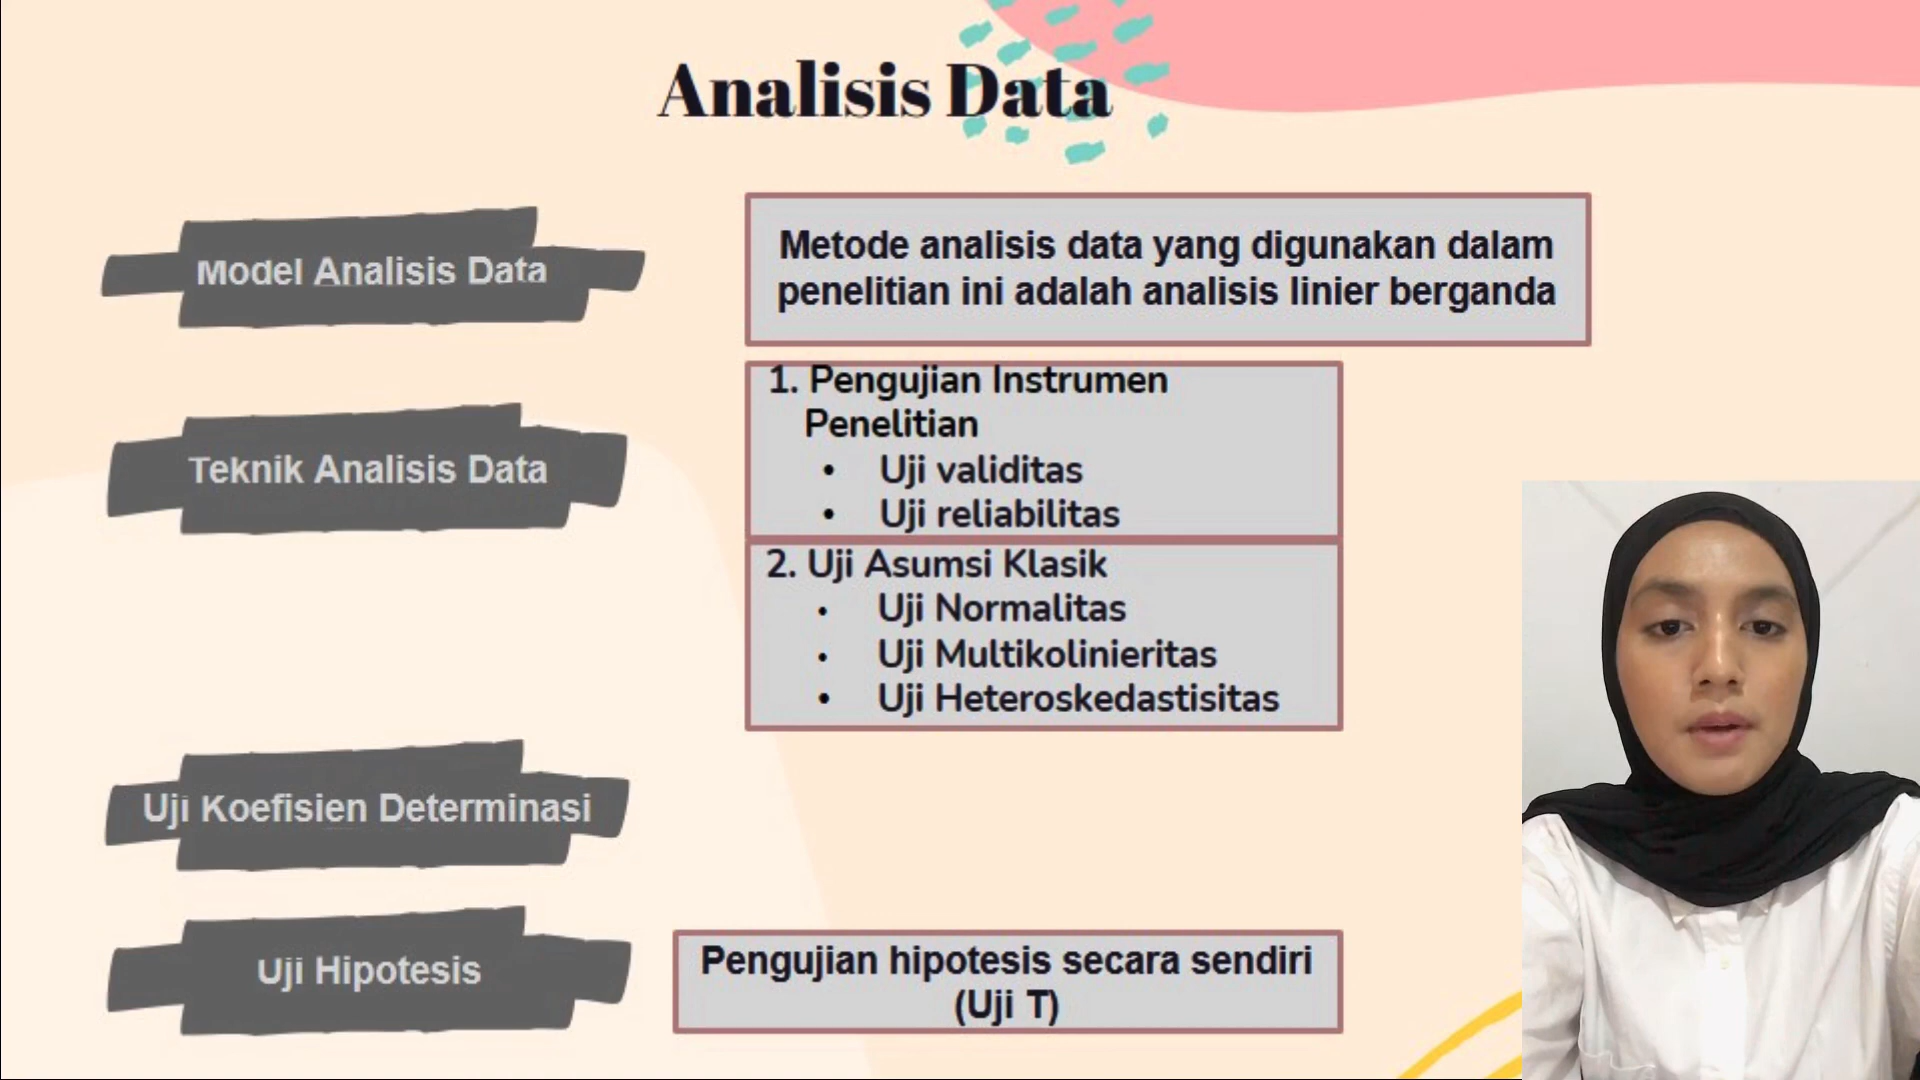 Analisis Data
Model Analisis Data
Metode analisis data yang digunakan dalam
penelitian ini adalah analisis linier berganda
Teknik Analisis Data
1. Pengujian Instrumen
Penelitian
• Uji validitas
• Uji reliabilitas
2. Uji Asumsi Klasik
• Uji Normalitas
• Uji Multikolinieritas
• Uji Heteroskedastisitas
Uji Koefisien Determinasi
Uji Hipotesis
Pengujian hipotesis secara sendiri
(Uji T)